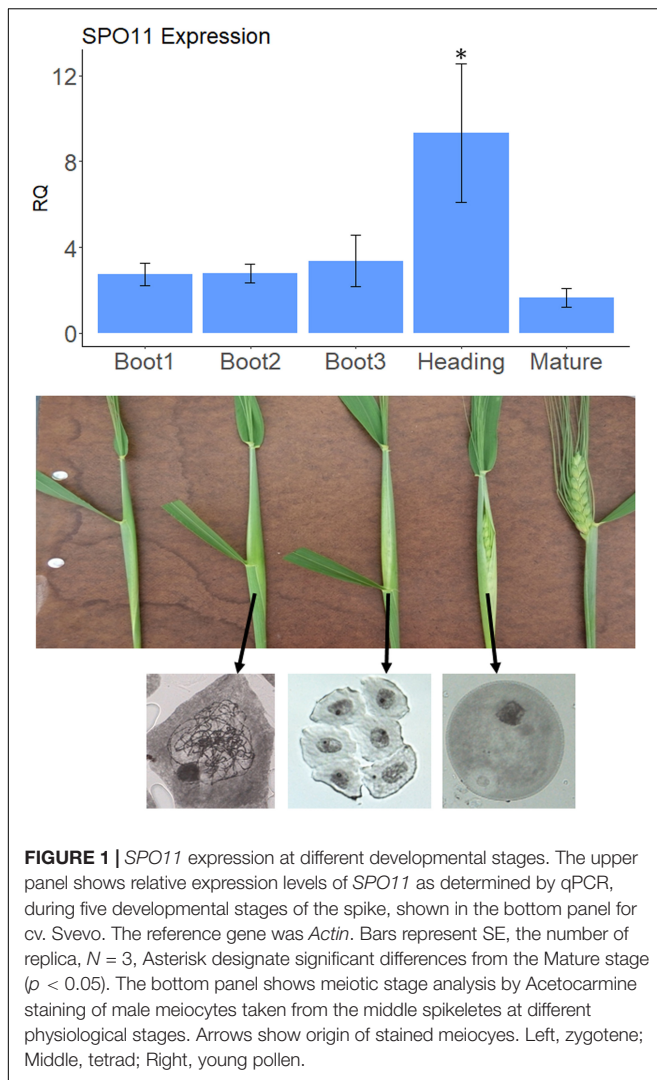 SPO11 Expression
*
12
8
4
0
RQ
Boot1 Boot2 Boot3 Heading Mature
FIGURE 1 | SPO11 expression at different developmental stages. The upper
panel shows relative expression levels of SPO11 as determined by qPCR,
during five developmental stages of the spike, shown in the bottom panel for
cv. Svevo. The reference gene was Actin. Bars represent SE, the number of
replica, N = 3, Asterisk designate significant differences from the Mature stage
(p < 0.05). The bottom panel shows meiotic stage analysis by Acetocarmine
staining of male meiocytes taken from the middle spikeletes at different
physiological stages. Arrows show origin of stained meiocyes. Left, zygotene;
Middle, tetrad; Right, young pollen.